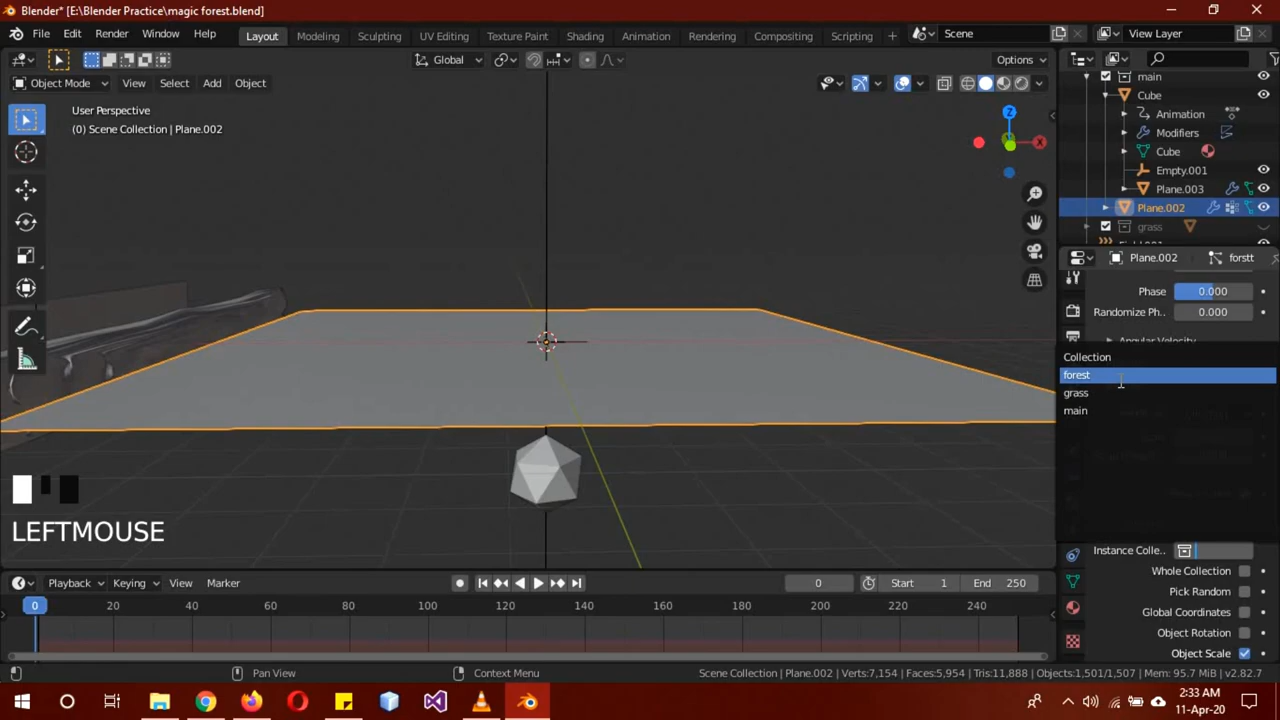 Blender* [E:\Blender Practice\magic forest.blend]
File Edit Render Window Help Layout Modeling Sculpting UV Editing Texture Paint Shading Animation Rendering Compositing Scripting Scene View Layer
Global Options
Object Mode View Select Add Object
User Perspective
(0) Scene Collection | Plane.002
Z
X
main
Cube
Animation
Modifiers
Cube
Empty.001
Plane.003
Plane.002
grass
Plane.002 forstt
Phase 0.000
Randomize Ph.. 0.000
Collection
forest
grass
main
Instance Colle..
Whole Collection
Pick Random
Global Coordinates
Object Rotation
Object Scale
LEFTMOUSE
Playback Keying View Marker 0 Start 1 End 250
0 20 40 60 80 100 120 140 160 180 200 220 240
Pan View Context Menu Scene Collection | Plane.002 | Verts:7,154 | Faces:5,954 | Tris:11,888 | Objects:1,501/1,507 | Mem: 95.7 MiB | v2.82.7
2:33 AM
11-Apr-20